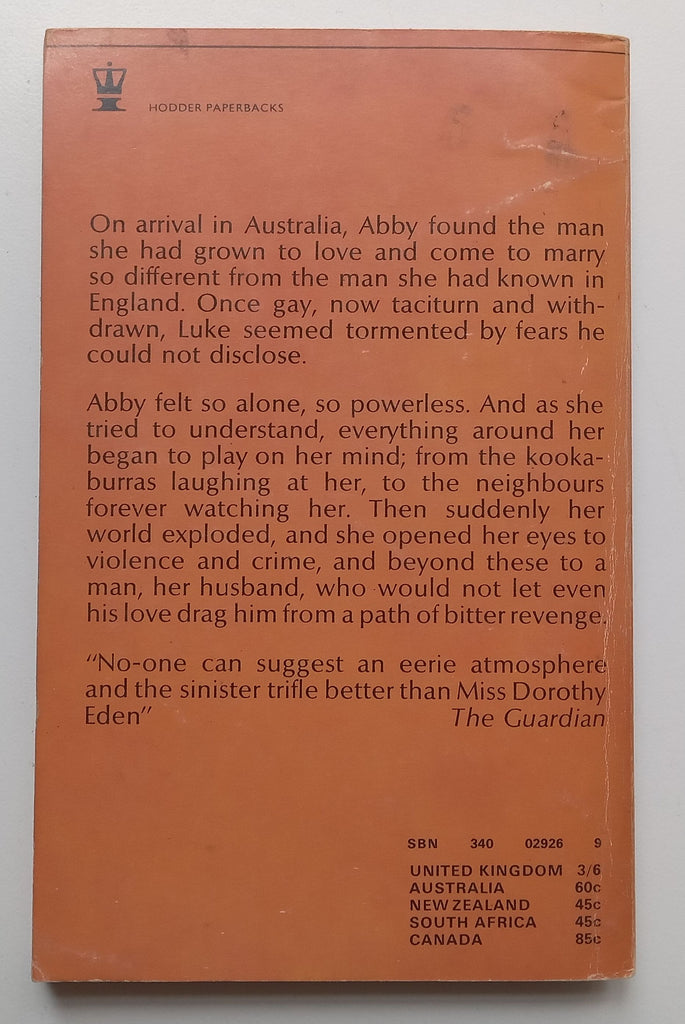 HODDER PAPERBACKS
On arrival in Australia, Abby found the man
she had grown to love and come to marry
so different from the man she had known in
England. Once gay, now taciturn and with-
drawn, Luke seemed tormented by fears he
could not disclose.
Abby felt so alone, so powerless. And as she
tried to understand, everything around her
began to play on her mind; from the kooka-
burras laughing at her, to the neighbours
forever watching her. Then suddenly her
world exploded, and she opened her eyes to
violence and crime, and beyond these to a
man, her husband, who would not let even
his love drag him from a path of bitter revenge.
“No-one can suggest an eerie atmosphere
and the sinister trifle better than Miss Dorothy
Eden” The Guardian
SBN 340 02926 9
UNITED KINGDOM 3/6
AUSTRALIA 60c
NEW ZEALAND 45c
SOUTH AFRICA 45c
CANADA 85c